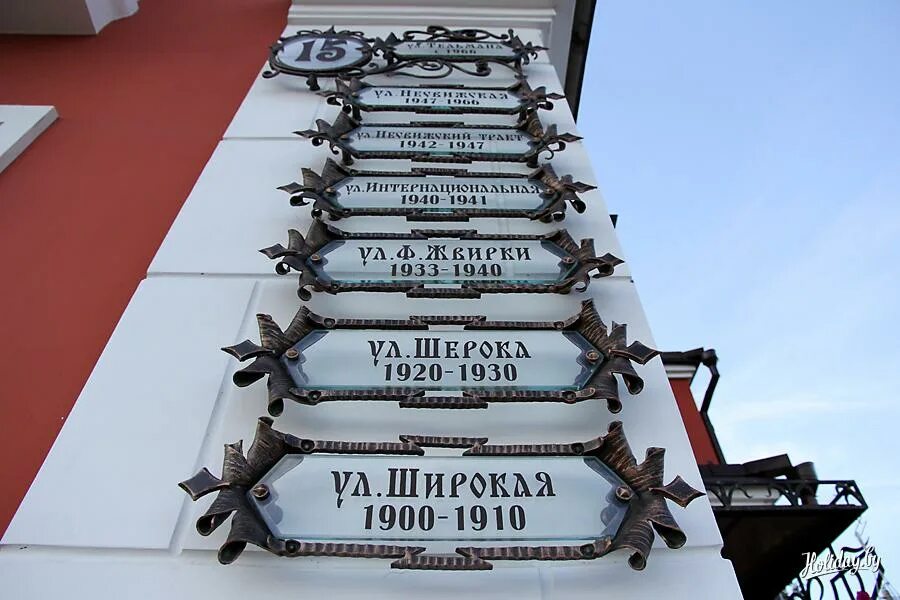 15
ул. Тельмана
с 1966
ул. Несвижская
1947-1966
ул. Несвижский тракт
1942-1947
ул. Интернациональная
1940-1941
ул. Ф. Жвирки
1933-1940
ул. Шерока
1920-1930
ул. Широкая
1900-1910
Holiday.by